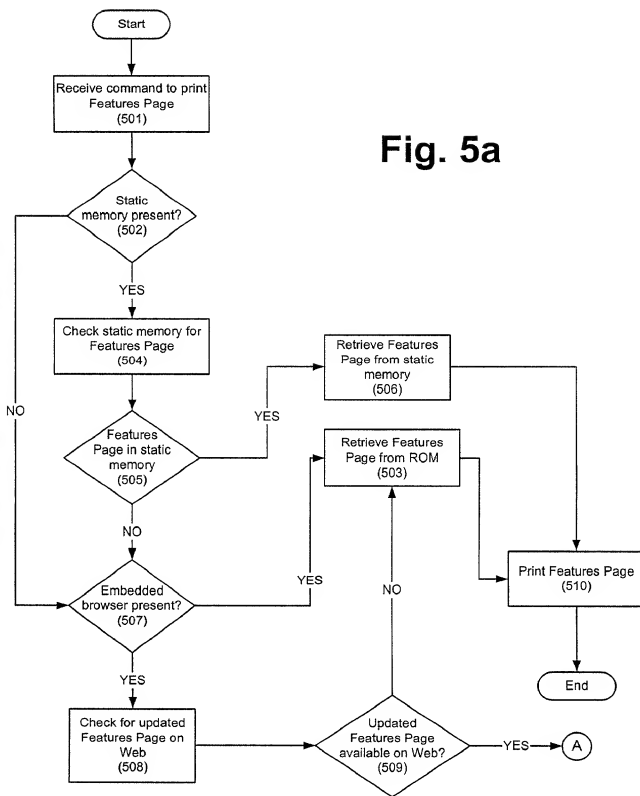 Start
Receive command to print
Features Page
(501)
Fig. 5a
Static
memory present?
(502)
YES
Check static memory for
Features Page
(504)
Retrieve Features
Page from static
memory
(506)
NO
YES
Features
Page in static
memory
(505)
Retrieve Features
Page from ROM
(503)
NO
YES
NO
Embedded
browser present?
(507)
Print Features Page
(510)
YES
End
Check for updated
Features Page on
Web
(508)
Updated
Features Page
available on Web?
(509)
YES
A